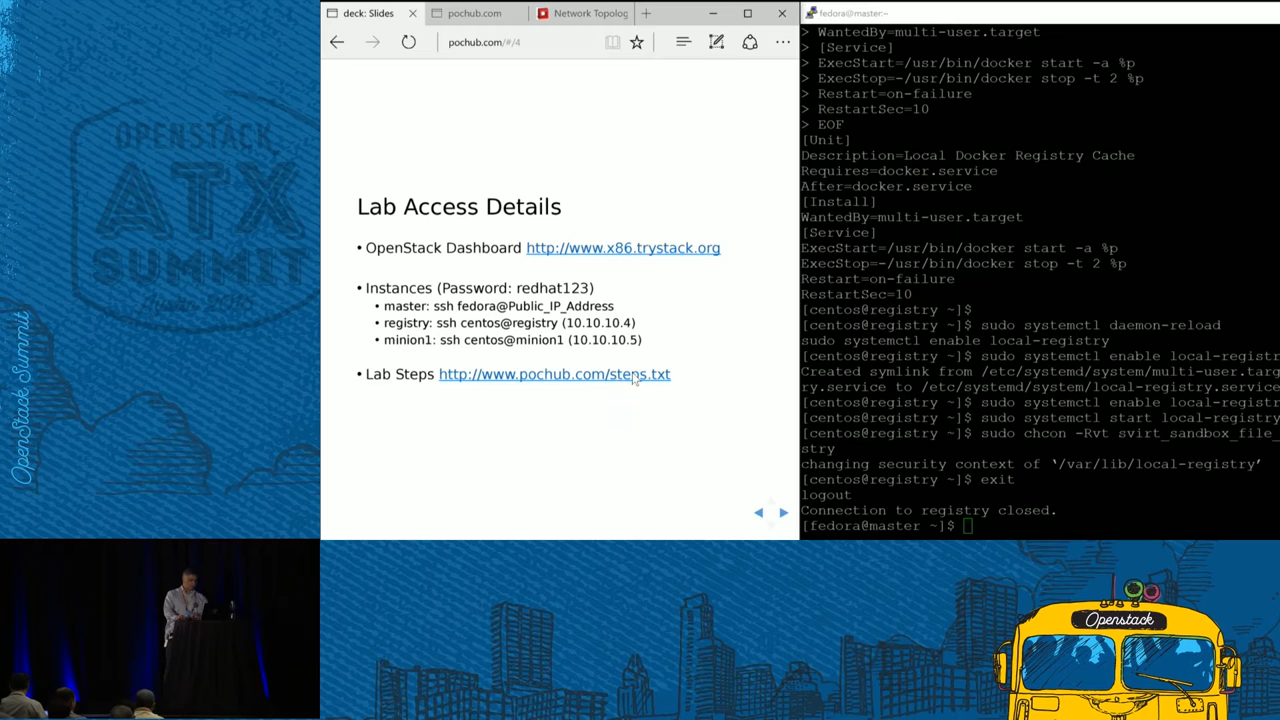 deck: Slides
pochub.com
Network Topolog
pochub.com/#/4
Lab Access Details
• OpenStack Dashboard http://www.x86.trystack.org
• Instances (Password: redhat123)
• master: ssh fedora@Public_IP_Address
• registry: ssh centos@registry (10.10.10.4)
• minion1: ssh centos@minion1 (10.10.10.5)
• Lab Steps http://www.pochub.com/steps.txt
fedora@master:~
> WantedBy=multi-user.target
> [Service]
> ExecStart=/usr/bin/docker start -a %p
> ExecStop=-/usr/bin/docker stop -t 2 %p
> Restart=on-failure
> RestartSec=10
> EOF
[Unit]
Description=Local Docker Registry Cache
Requires=docker.service
After=docker.service
[Install]
WantedBy=multi-user.target
[Service]
ExecStart=/usr/bin/docker start -a %p
ExecStop=-/usr/bin/docker stop -t 2 %p
Restart=on-failure
RestartSec=10
[centos@registry ~]$
[centos@registry ~]$ sudo systemctl daemon-reload
sudo systemctl enable local-registry
[centos@registry ~]$ sudo systemctl enable local-registr
Created symlink from /etc/systemd/system/multi-user.targ
ry.service to /etc/systemd/system/local-registry.service
[centos@registry ~]$ sudo systemctl enable local-registr
[centos@registry ~]$ sudo systemctl start local-registry
[centos@registry ~]$ sudo chcon -Rvt svirt_sandbox_file_
stry
changing security context of ‘/var/lib/local-registry’
[centos@registry ~]$ exit
logout
Connection to registry closed.
[fedora@master ~]$
ENSTACK
ATX
OpenStack Summit
Openstack